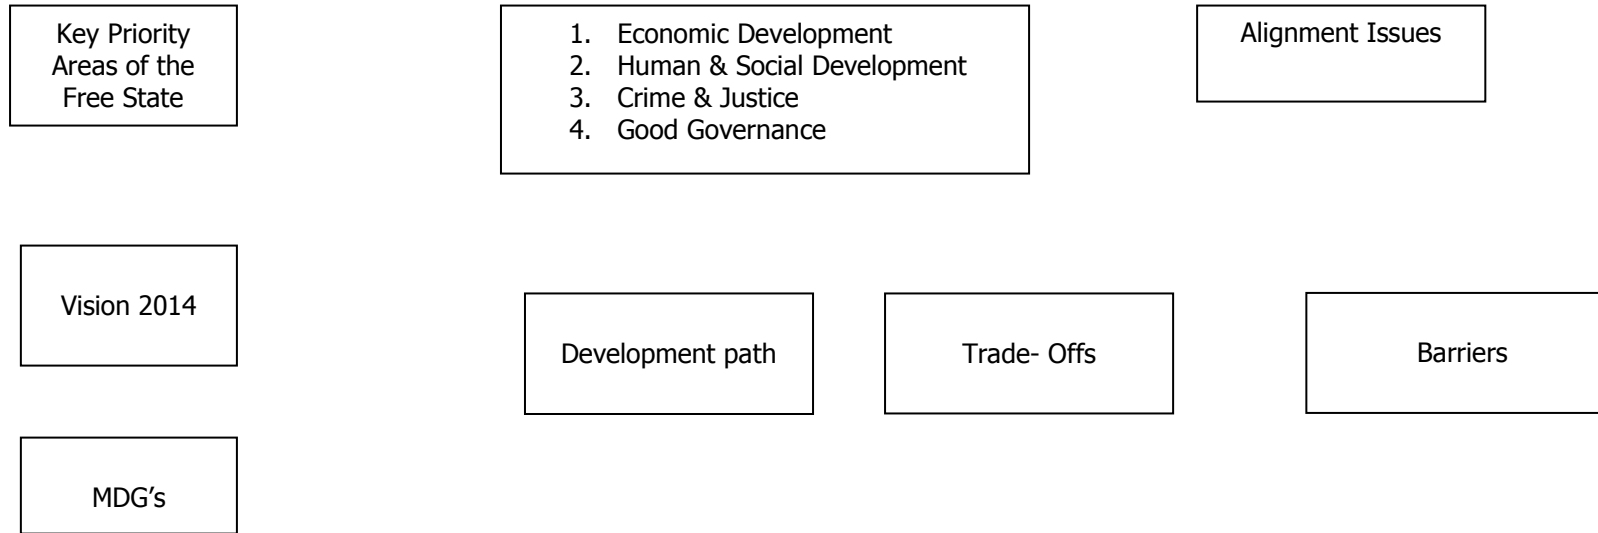 Key Priority
Areas of the
Free State
1. Economic Development
2. Human & Social Development
3. Crime & Justice
4. Good Governance
Alignment Issues
Vision 2014
Development path
Trade- Offs
Barriers
MDG’s